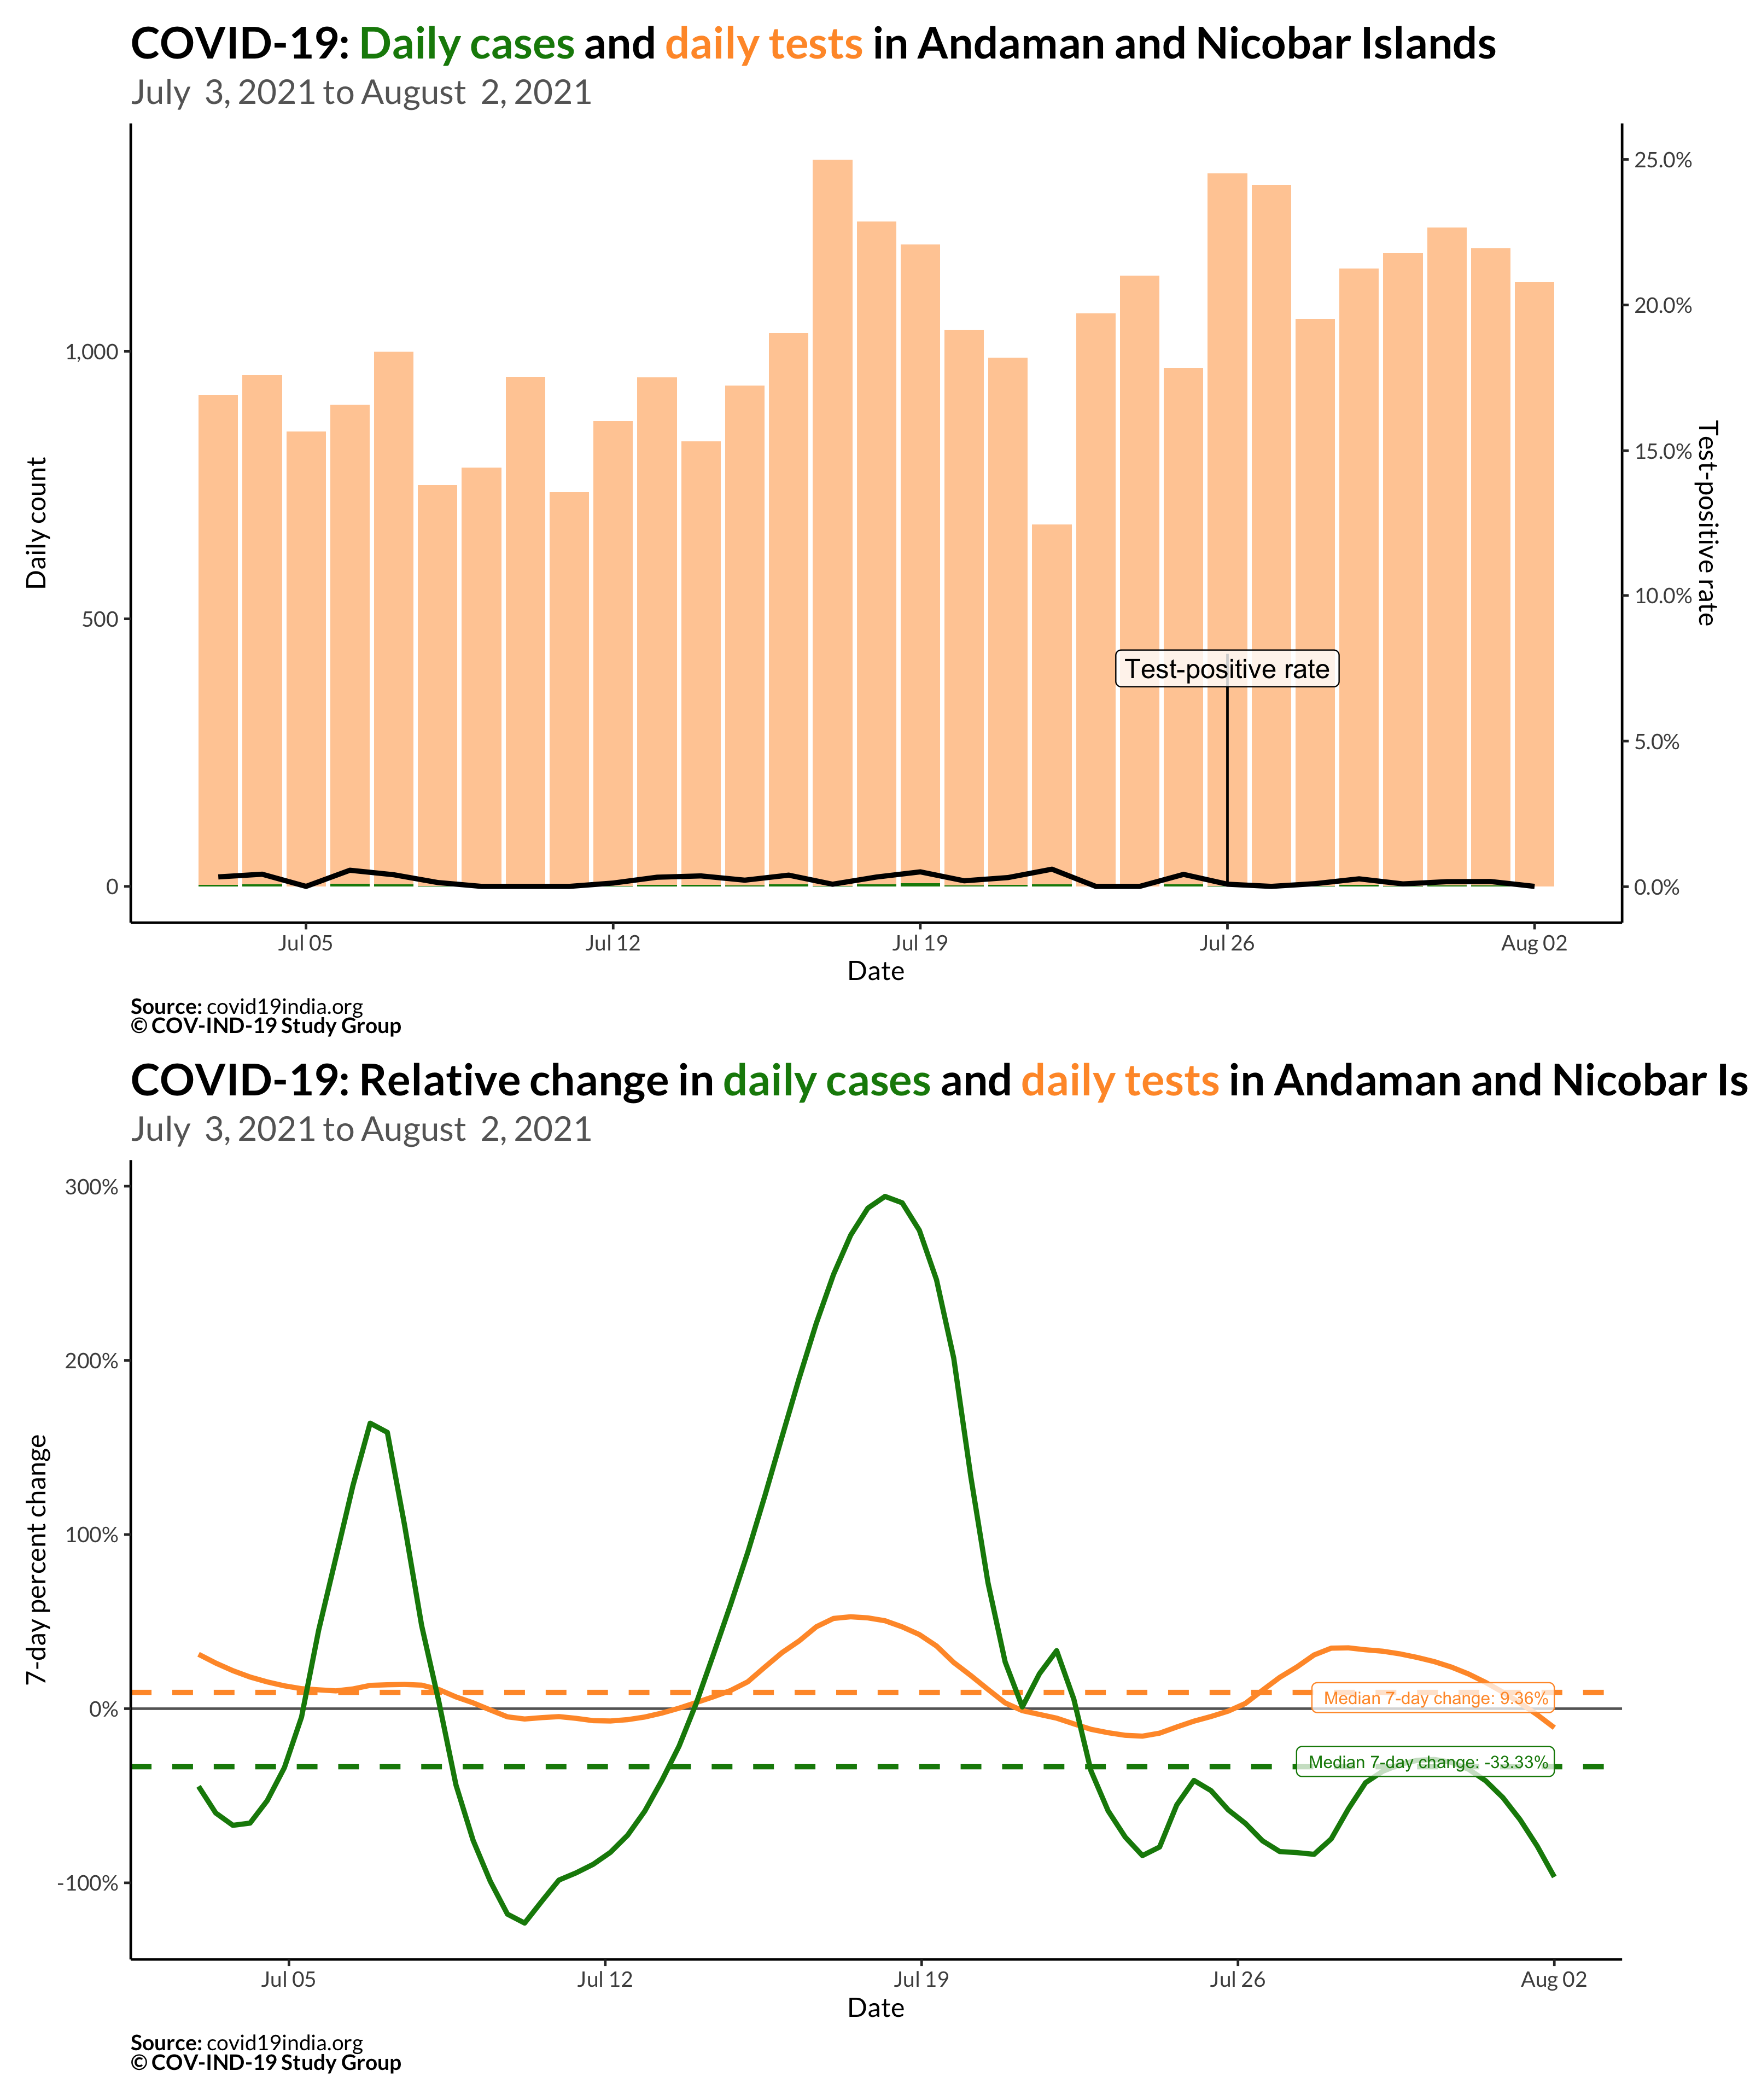 COVID-19: Daily cases and daily tests in Andaman and Nicobar Islands
July 3, 2021 to August 2, 2021
1,000
500
0
Daily count
25.0%
20.0%
15.0%
10.0%
5.0%
0.0%
Test-positive rate
Test-positive rate
Jul 05
Jul 12
Jul 19
Jul 26
Aug 02
Date
Source: covid19india.org
© COV-IND-19 Study Group
COVID-19: Relative change in daily cases and daily tests in Andaman and Nicobar Is
July 3, 2021 to August 2, 2021
300%
200%
100%
0%
-100%
7-day percent change
Median 7-day change: 9.36%
Median 7-day change: -33.33%
Jul 05
Jul 12
Jul 19
Jul 26
Aug 02
Date
Source: covid19india.org
© COV-IND-19 Study Group